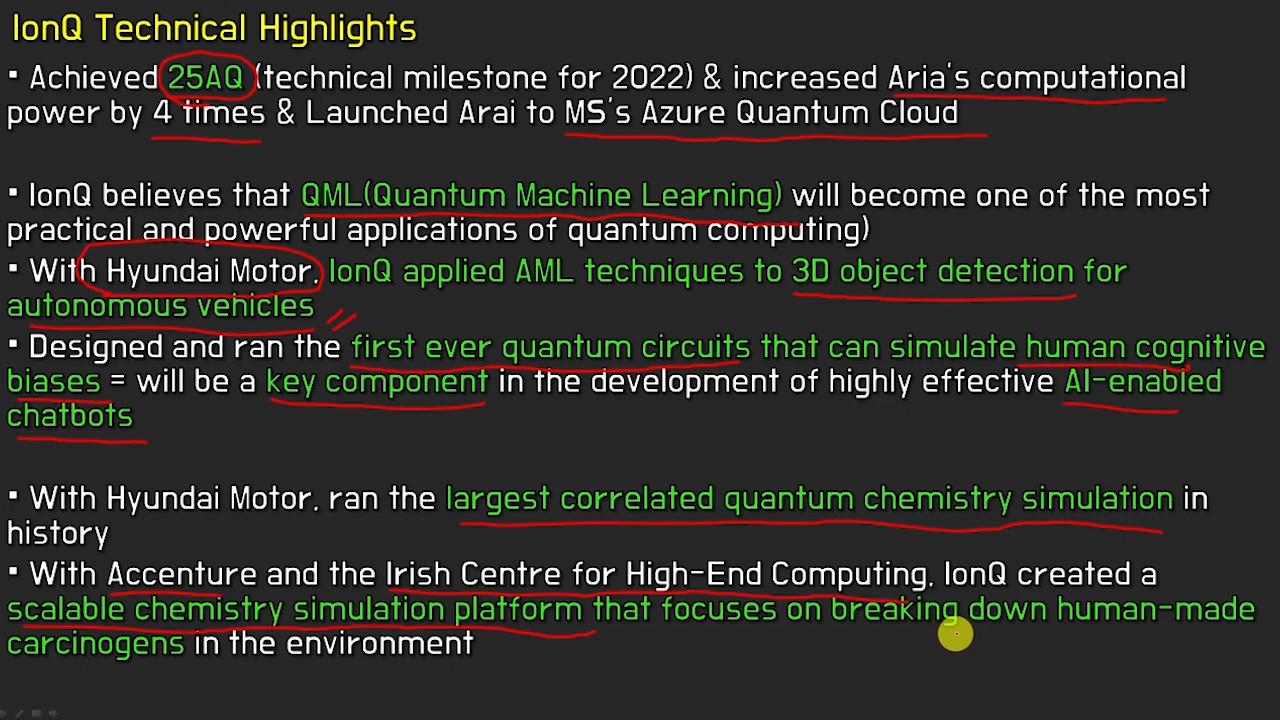 IonQ Technical Highlights
▪ Achieved 25AQ (technical milestone for 2022) & increased Aria's computational
power by 4 times & Launched Arai to MS's Azure Quantum Cloud
▪ IonQ believes that QML(Quantum Machine Learning) will become one of the most
practical and powerful applications of quantum computing)
▪ With Hyundai Motor, IonQ applied AML techniques to 3D object detection for
autonomous vehicles
▪ Designed and ran the first ever quantum circuits that can simulate human cognitive
biases = will be a key component in the development of highly effective AI-enabled
chatbots
▪ With Hyundai Motor, ran the largest correlated quantum chemistry simulation in
history
▪ With Accenture and the Irish Centre for High-End Computing, IonQ created a
scalable chemistry simulation platform that focuses on breaking down human-made
carcinogens in the environment